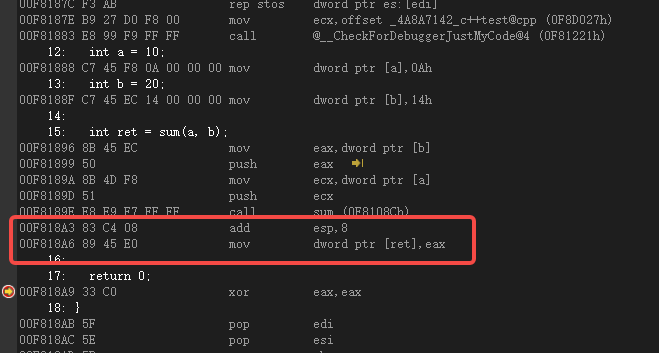 00F8187C F3 AB rep stos dword ptr es:[edi]
00F8187E B9 27 D0 F8 00 mov ecx,offset _4A8A7142_c++test@cpp (0F8D027h)
00F81883 E8 99 F9 FF FF call @__CheckForDebuggerJustMyCode@4 (0F81221h)
12: int a = 10;
00F81888 C7 45 F8 0A 00 00 00 mov dword ptr [a],0Ah
13: int b = 20;
00F8188F C7 45 EC 14 00 00 00 mov dword ptr [b],14h
14:
15: int ret = sum(a, b);
00F81896 8B 45 EC mov eax,dword ptr [b]
00F81899 50 push eax
00F8189A 8B 4D F8 mov ecx,dword ptr [a]
00F8189D 51 push ecx
00F8189E E8 E9 F7 FF FF call sum (0F8108Ch)
00F818A3 83 C4 08 add esp,8
00F818A6 89 45 E0 mov dword ptr [ret],eax
16:
17: return 0;
00F818A9 33 C0 xor eax,eax
18: }
00F818AB 5F pop edi
00F818AC 5E pop esi